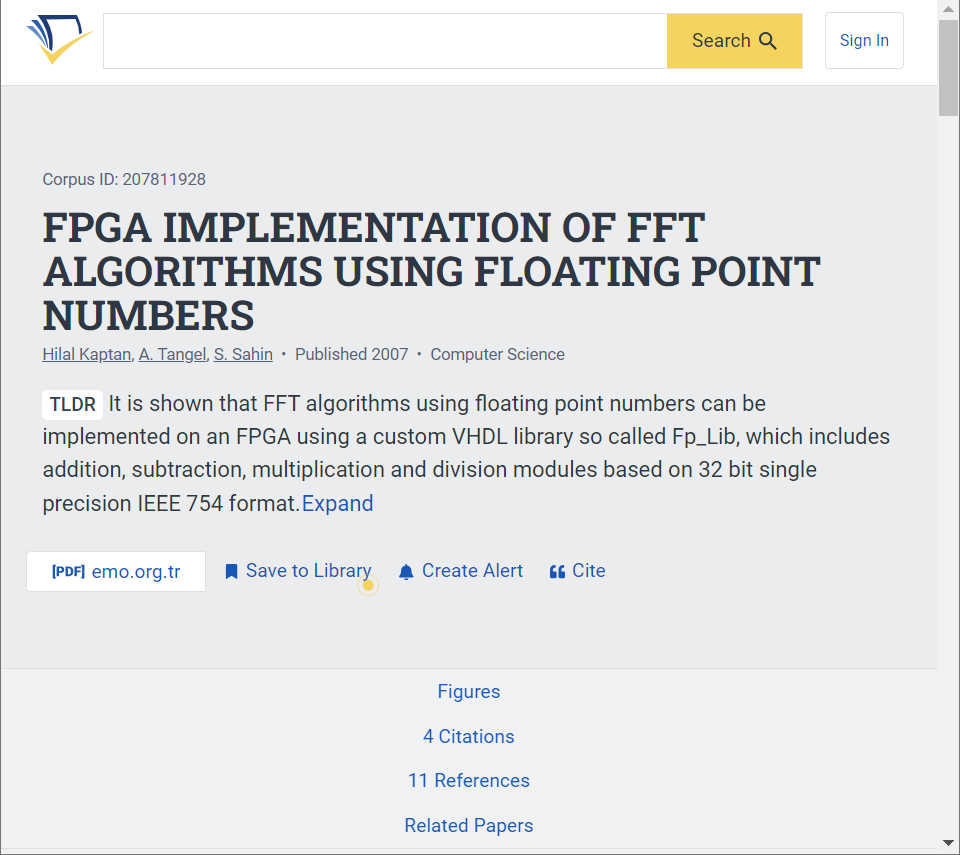 Search
Sign In
Corpus ID: 207811928
FPGA IMPLEMENTATION OF FFT
ALGORITHMS USING FLOATING POINT
NUMBERS
Hilal Kaptan, A. Tangel, S. Sahin • Published 2007 • Computer Science
TLDR It is shown that FFT algorithms using floating point numbers can be
implemented on an FPGA using a custom VHDL library so called Fp_Lib, which includes
addition, subtraction, multiplication and division modules based on 32 bit single
precision IEEE 754 format.Expand
[PDF] emo.org.tr
Save to Library
Create Alert
Cite
Figures
4 Citations
11 References
Related Papers